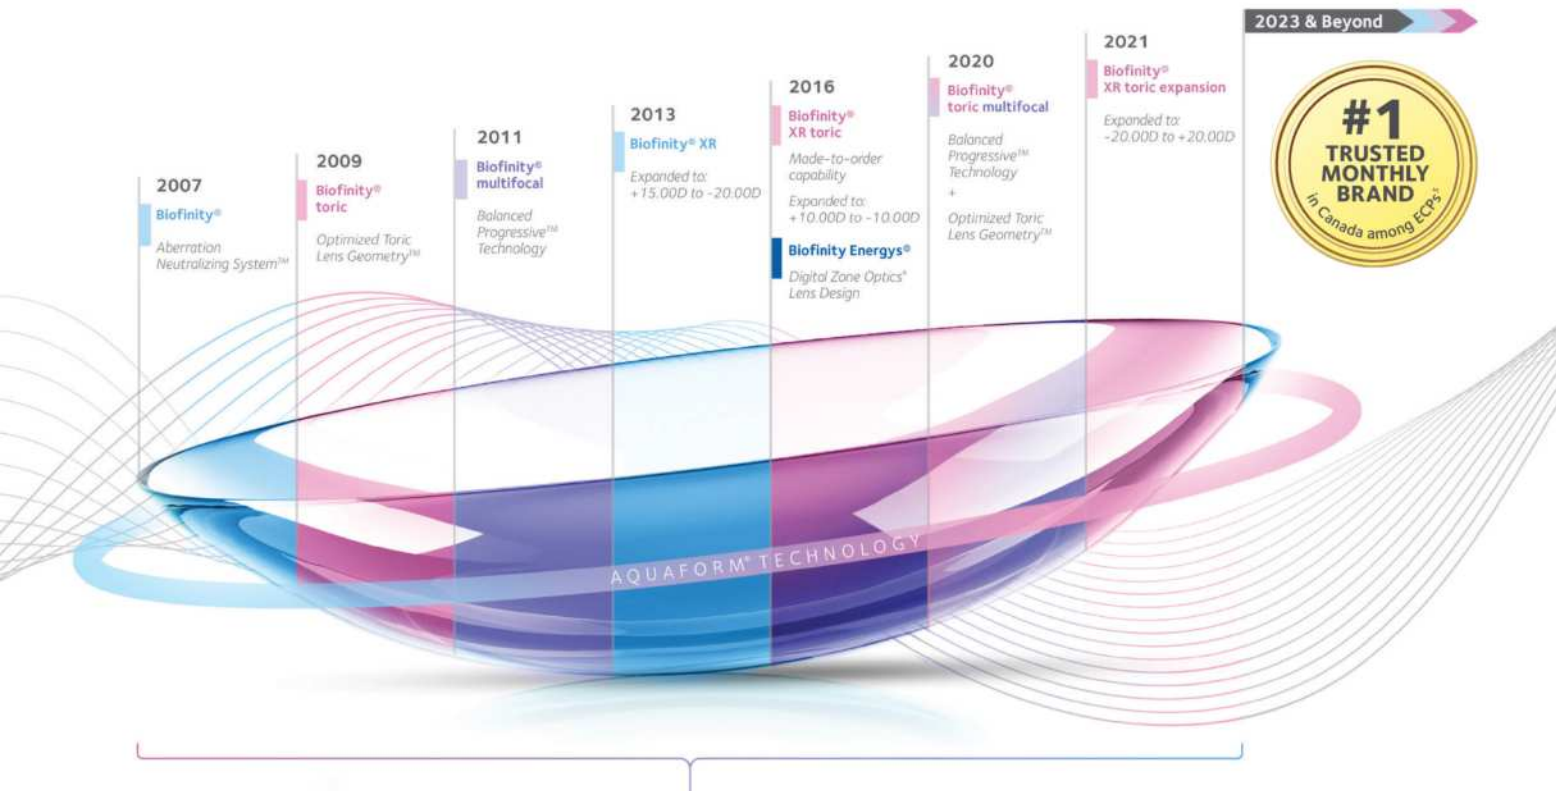 2007
Biofinity®
Aberration
Neutralizing System™
2009
Biofinity®
toric
Optimized Toric
Lens Geometry™
2011
Biofinity®
multifocal
Balanced
Progressive™
Technology
2013
Biofinity® XR
Expanded to:
+15.00D to -20.00D
2016
Biofinity®
XR toric
Made-to-order
capability
Expanded to:
+10.00D to -10.00D
Biofinity Energys®
Digital Zone Optics®
Lens Design
2020
Biofinity®
toric multifocal
Balanced
Progressive™
Technology
+
Optimized Toric
Lens Geometry™
2021
Biofinity®
XR toric expansion
Expanded to:
-20.00D to +20.00D
2023 & Beyond
#1
TRUSTED
MONTHLY
BRAND
in Canada among ECPs
AQUAFORM® TECHNOLOGY